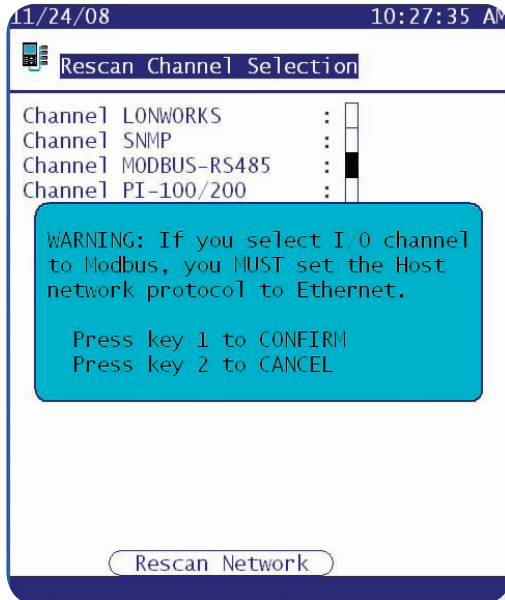 11/24/08 10:27:35 AM
Rescan Channel Selection
Channel LONWORKS :
Channel SNMP :
Channel MODBUS-RS485 :
Channel PI-100/200 :
WARNING: If you select I/O channel
to Modbus, you MUST set the Host
network protocol to Ethernet.
Press key 1 to CONFIRM
Press key 2 to CANCEL
Rescan Network